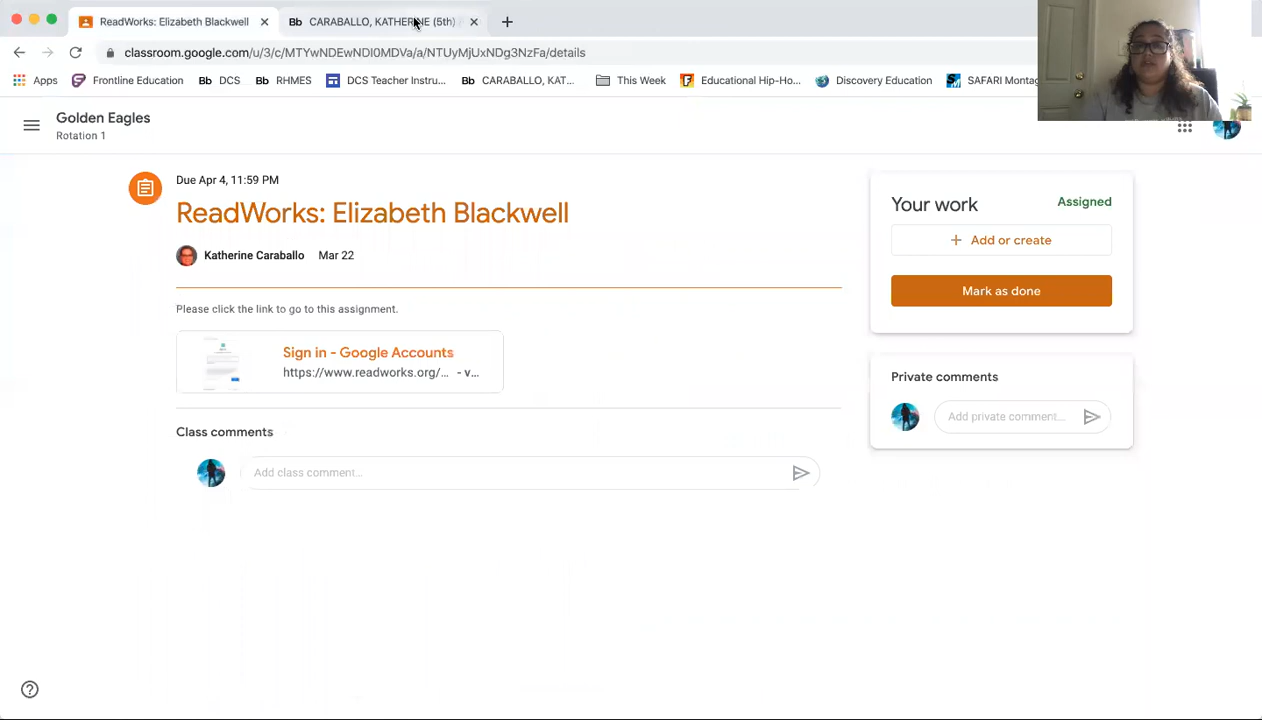 ReadWorks: Elizabeth Blackwell
Bb CARABALLO, KATHERINE (5th)
classroom.google.com/u/3/c/MTYwNDEwNDI0MDVa/a/NTUyMjUxNDg3NzFa/details
Apps Frontline Education Bb DCS Bb RHMES DCS Teacher Instru... Bb CARABALLO, KAT... This Week Educational Hip-Ho... Discovery Education SAFARI Montag
Golden Eagles
Rotation 1
Due Apr 4, 11:59 PM
ReadWorks: Elizabeth Blackwell
Katherine Caraballo Mar 22
Please click the link to go to this assignment.
Sign in - Google Accounts
https://www.readworks.org/... - v...
Class comments
Add class comment...
Your work Assigned
+ Add or create
Mark as done
Private comments
Add private comment...